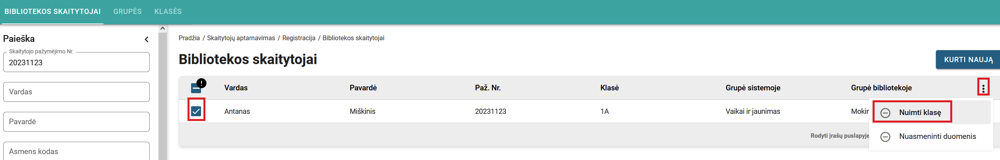 BIBLIOTEKOS SKAITYTOJAI GRUPĖS KLASĖS
Paieška
Skaitytojo pažymėjimo Nr.
20231123
Vardas
Pavardė
Asmens kodas
Pradžia / Skaitytojų aptarnavimas / Registracija / Bibliotekos skaitytojai
Bibliotekos skaitytojai
KURTI NAUJĄ
Vardas Pavardė Paž. Nr. Klasė Grupė sistemoje Grupė bibliotekoje
Antanas Miškinis 20231123 1A Vaikai ir jaunimas
Nuimti klasę
Nuasmeninti duomenis
Rodyti įrašų puslapyje